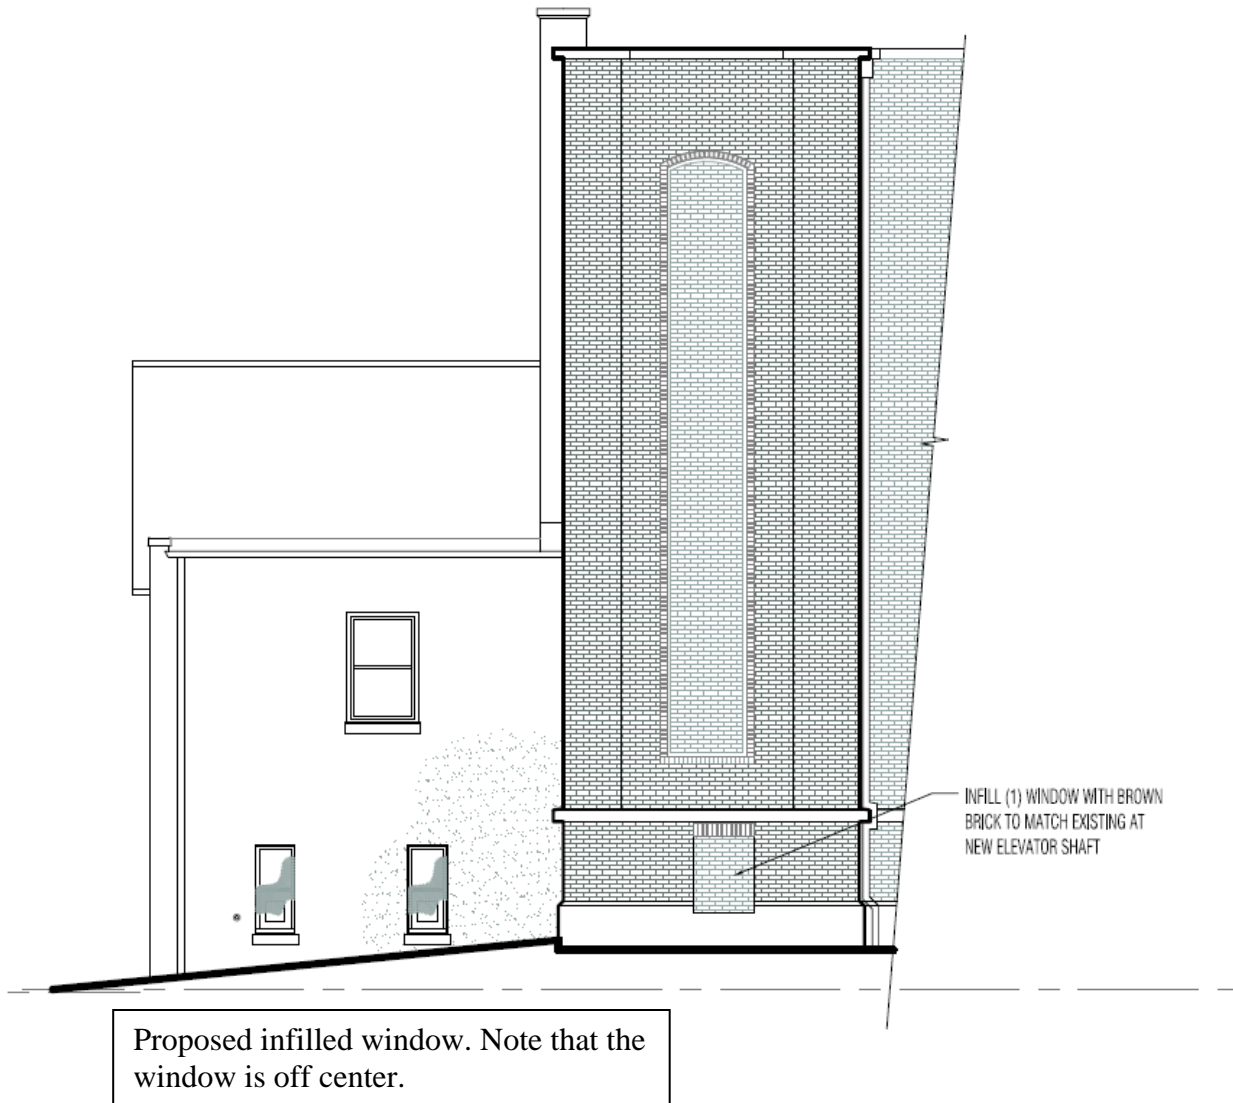 INFILL (1) WINDOW WITH BROWN
BRICK TO MATCH EXISTING AT
NEW ELEVATOR SHAFT
Proposed infilled window. Note that the
window is off center.